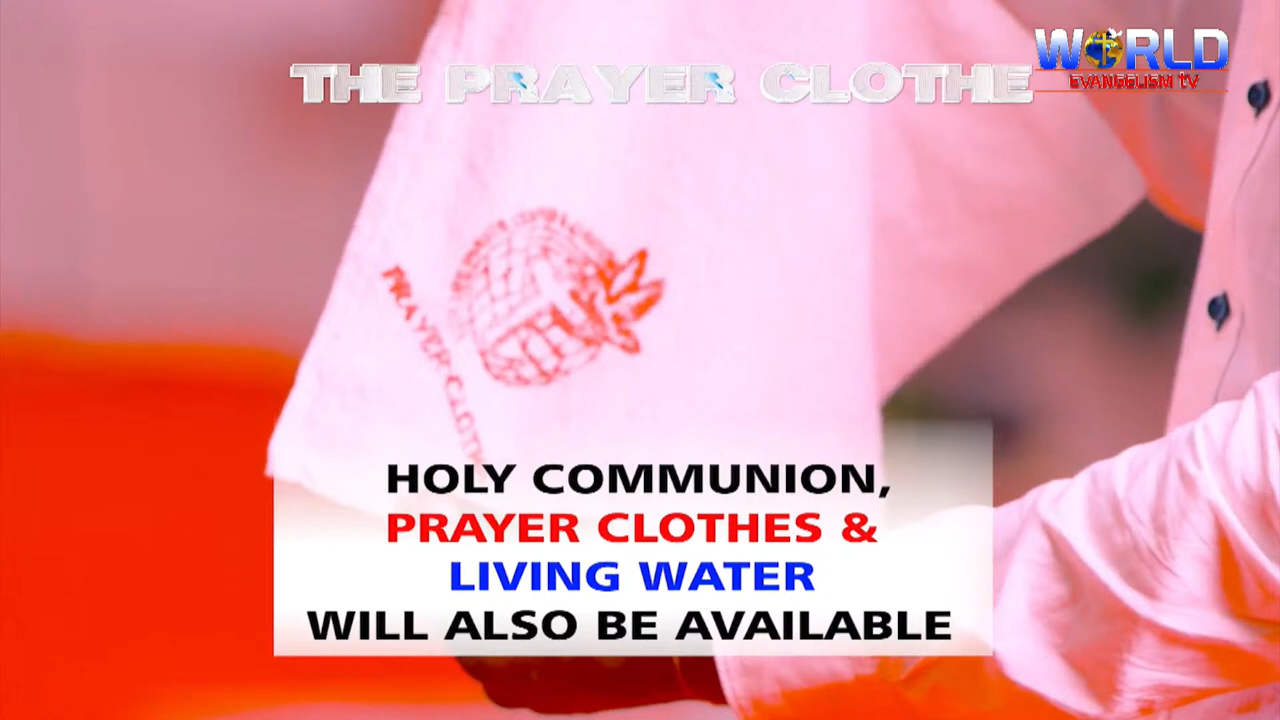 THE PRAYER CLOTHE
WORLD
EVANGELISM TV
PRAYER CLOTH
HOLY COMMUNION,
PRAYER CLOTHES &
LIVING WATER
WILL ALSO BE AVAILABLE